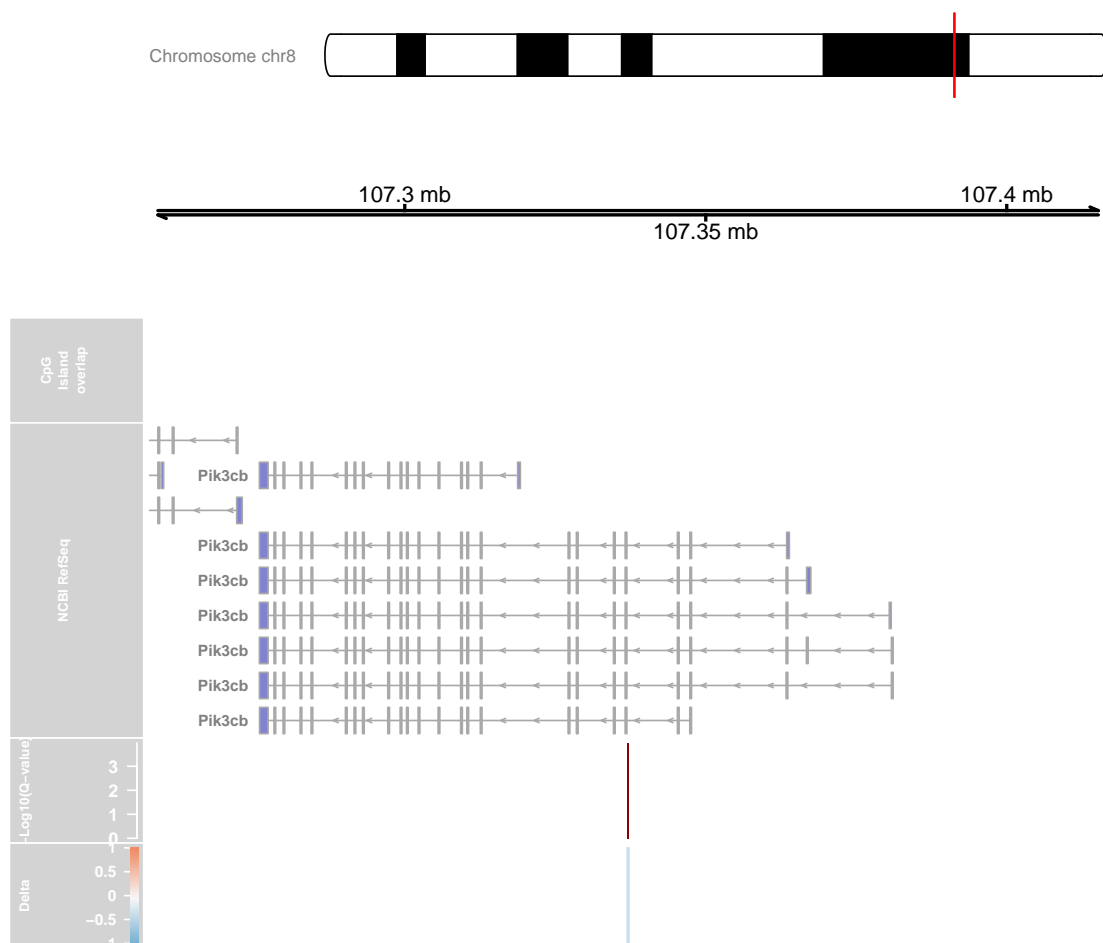 Chromosome chr8
107.3 mb
107.4 mb
107.35 mb
CpG
Island
overlap
NCBI RefSeq
Pik3cb
Pik3cb
Pik3cb
Pik3cb
Pik3cb
Pik3cb
Pik3cb
-Log10(Q-value)
3
2
1
0
Delta
1
0.5
0
-0.5
-1